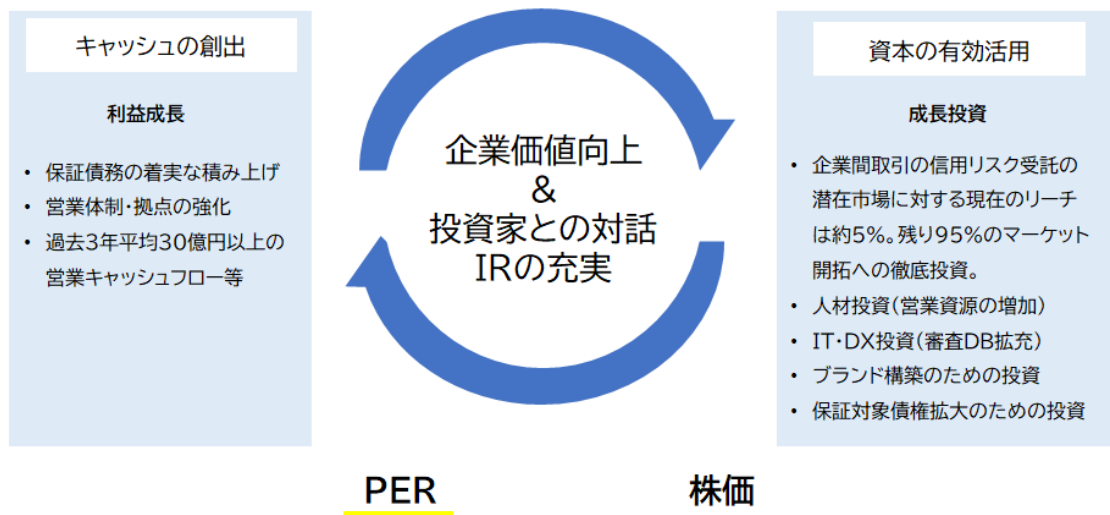 キャッシュの創出
利益成長
• 保証債務の着実な積み上げ
• 営業体制・拠点の強化
• 過去3年平均30億円以上の
営業キャッシュフロー等
企業価値向上
&
投資家との対話
IRの充実
資本の有効活用
成長投資
• 企業間取引の信用リスク受託の
潜在市場に対する現在のリーチ
は約5%。残り95%のマーケット
開拓への徹底投資。
• 人材投資(営業資源の増加)
• IT・DX投資(審査DB拡充)
• ブランド構築のための投資
• 保証対象債権拡大のための投資
PER
株価